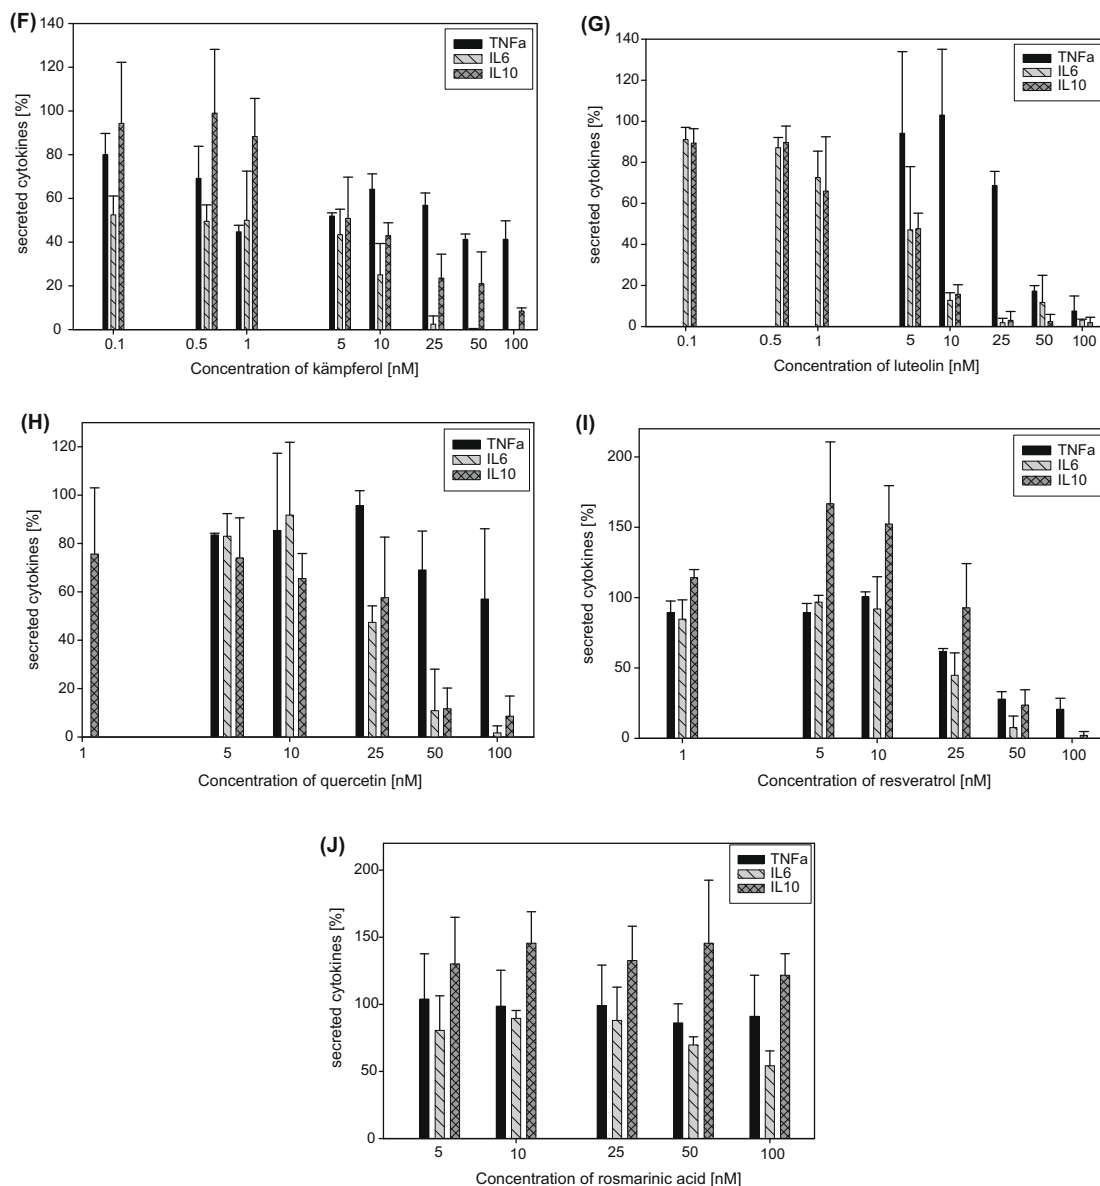 (F)
140
120
100
80
60
40
20
0
secreted cytokines [%]
TNFa
IL6
IL10
0.1 0.5 1 5 10 25 50 100
Concentration of kämpferol [nM]
(G)
140
120
100
80
60
40
20
0
secreted cytokines [%]
TNFa
IL6
IL10
0.1 0.5 1 5 10 25 50 100
Concentration of luteolin [nM]
(H)
120
100
80
60
40
20
0
secreted cytokines [%]
TNFa
IL6
IL10
1 5 10 25 50 100
Concentration of quercetin [nM]
(I)
200
150
100
50
0
secreted cytokines [%]
TNFa
IL6
IL10
1 5 10 25 50 100
Concentration of resveratrol [nM]
(J)
200
150
100
50
0
secreted cytokines [%]
TNFa
IL6
IL10
5 10 25 50 100
Concentration of rosmarinic acid [nM]